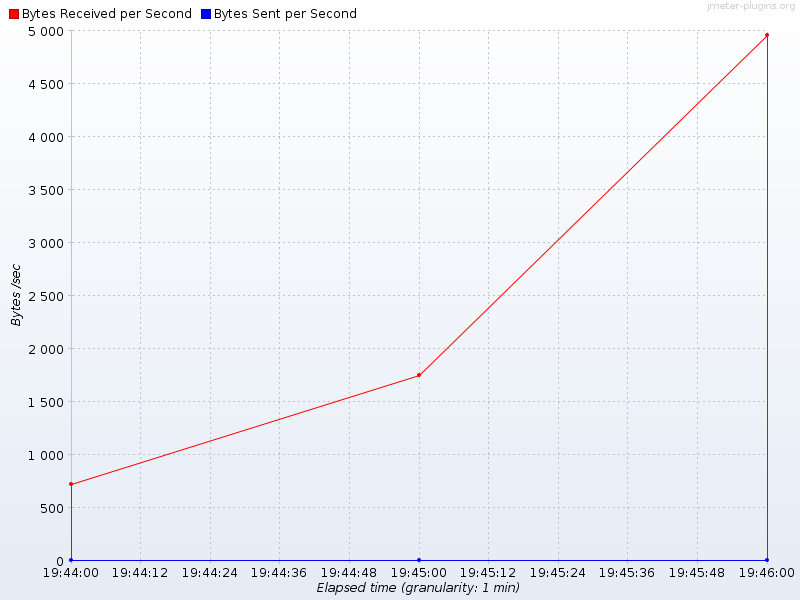 jmeter-plugins.org
Bytes Received per Second Bytes Sent per Second
5 000
4 500
4 000
3 500
3 000
2 500
2 000
1 500
1 000
500
0
Bytes /sec
19:44:00 19:44:12 19:44:24 19:44:36 19:44:48 19:45:00 19:45:12 19:45:24 19:45:36 19:45:48 19:46:00
Elapsed time (granularity: 1 min)